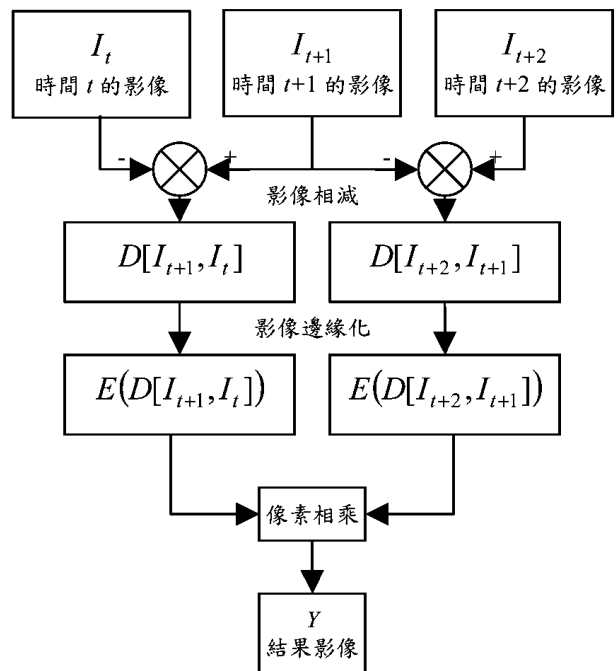 I_t
時間 t 的影像
I_{t+1}
時間 t+1 的影像
I_{t+2}
時間 t+2 的影像
- + - +
影像相減
D[I_{t+1}, I_t]
D[I_{t+2}, I_{t+1}]
影像邊緣化
E(D[I_{t+1}, I_t])
E(D[I_{t+2}, I_{t+1}])
像素相乘
Y
結果影像